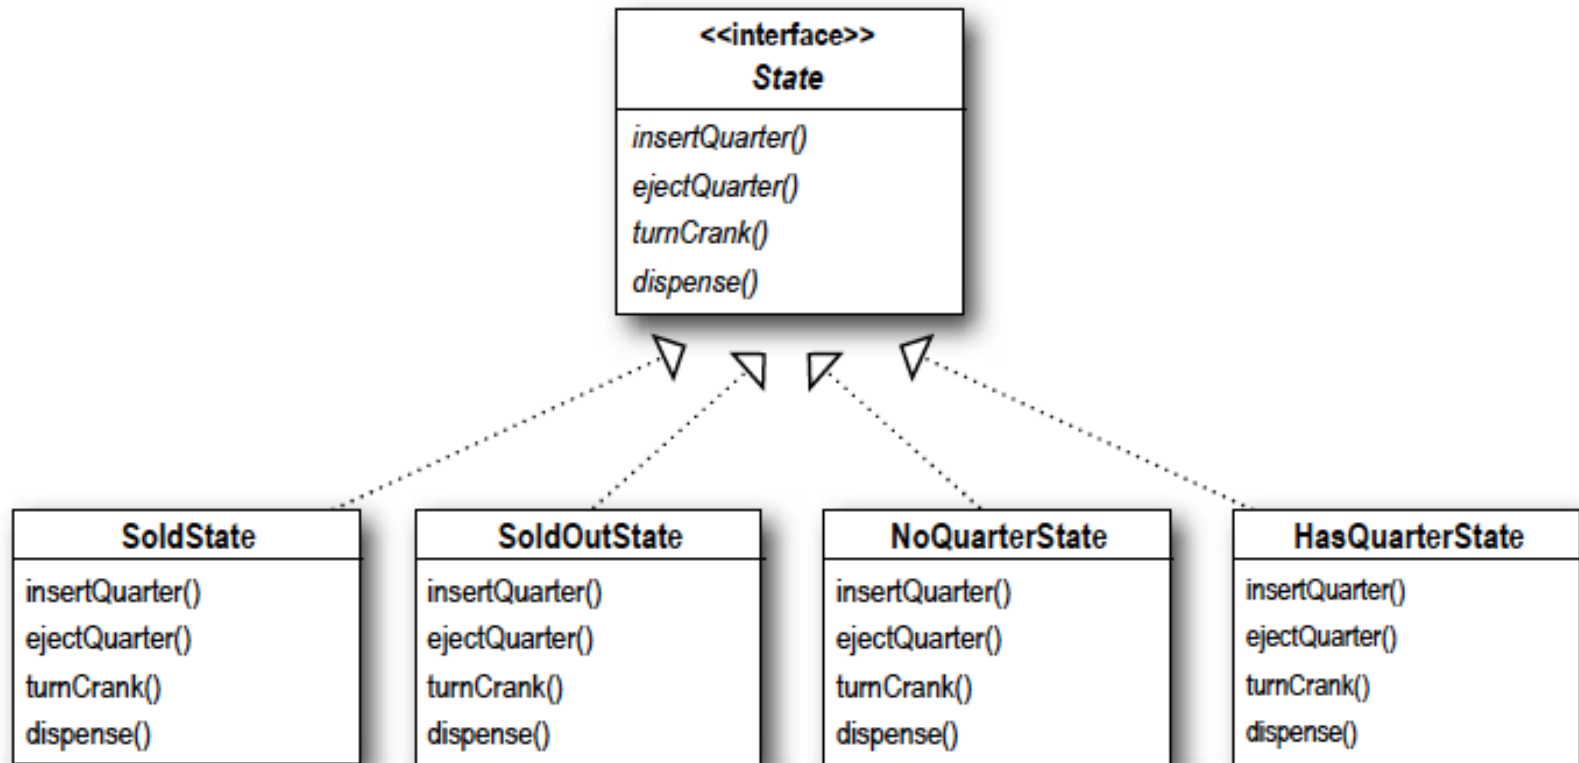 <<interface>>
State
insertQuarter()
ejectQuarter()
turnCrank()
dispense()
SoldState
insertQuarter()
ejectQuarter()
turnCrank()
dispense()
SoldOutState
insertQuarter()
ejectQuarter()
turnCrank()
dispense()
NoQuarterState
insertQuarter()
ejectQuarter()
turnCrank()
dispense()
HasQuarterState
insertQuarter()
ejectQuarter()
turnCrank()
dispense()